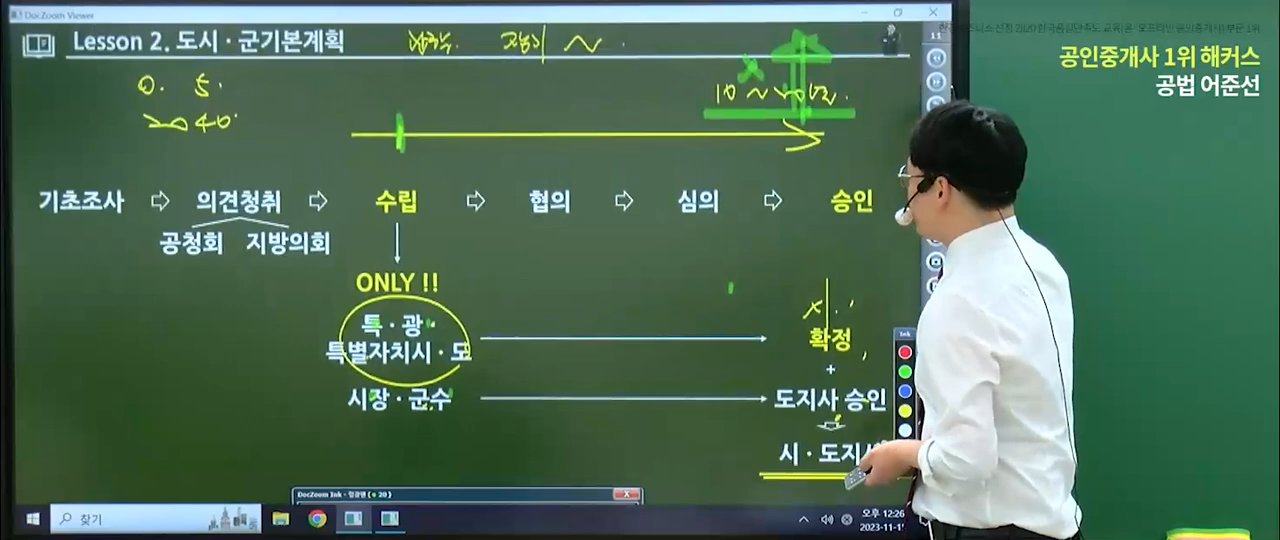 DocZoom Viewer
Lesson 2. 도시 · 군기본계획
공인중개사 1위 해커스
공법 어준선
0. 5.
2040
기초조사 ⇨ 의견청취 ⇨ 수립 ⇨ 협의 ⇨ 심의 ⇨ 승인
공청회 지방의회
ONLY !!
특 · 광 ·
특별자치시 · 도
확정
+
시장 · 군수
도지사 승인
시 · 도지사
Ink
DocZoom Ink
찾기
오후 12:26